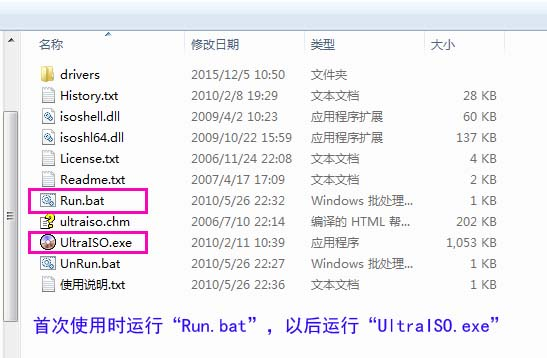 名称 修改日期 类型 大小
drivers 2015/12/5 10:50 文件夹
History.txt 2010/2/8 19:29 文本文档 28 KB
isoshell.dll 2009/4/2 10:23 应用程序扩展 60 KB
isoshl64.dll 2009/10/22 15:59 应用程序扩展 137 KB
License.txt 2006/11/24 22:08 文本文档 4 KB
Readme.txt 2007/4/17 17:09 文本文档 2 KB
Run.bat 2010/5/26 22:32 Windows 批处理... 1 KB
ultraiso.chm 2006/7/10 22:14 编译的 HTML 帮... 202 KB
UltraISO.exe 2010/2/11 10:39 应用程序 1,053 KB
UnRun.bat 2010/5/26 22:27 Windows 批处理... 1 KB
使用说明.txt 2010/5/26 22:36 文本文档 1 KB
首次使用时运行“Run.bat”，以后运行“UltraISO.exe”